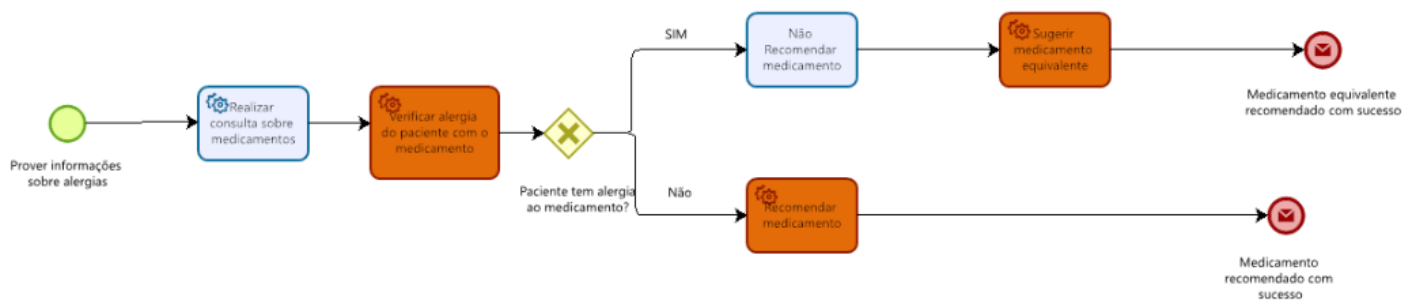 Prover informações
sobre alergias
Realizar
consulta sobre
medicamentos
Verificar alergia
do paciente com o
medicamento
Paciente tem alergia
ao medicamento?
SIM
Não
Recomendar
medicamento
Sugerir
medicamento
equivalente
Medicamento equivalente
recomendado com sucesso
Não
Recomendar
medicamento
Medicamento
recomendado com
sucesso